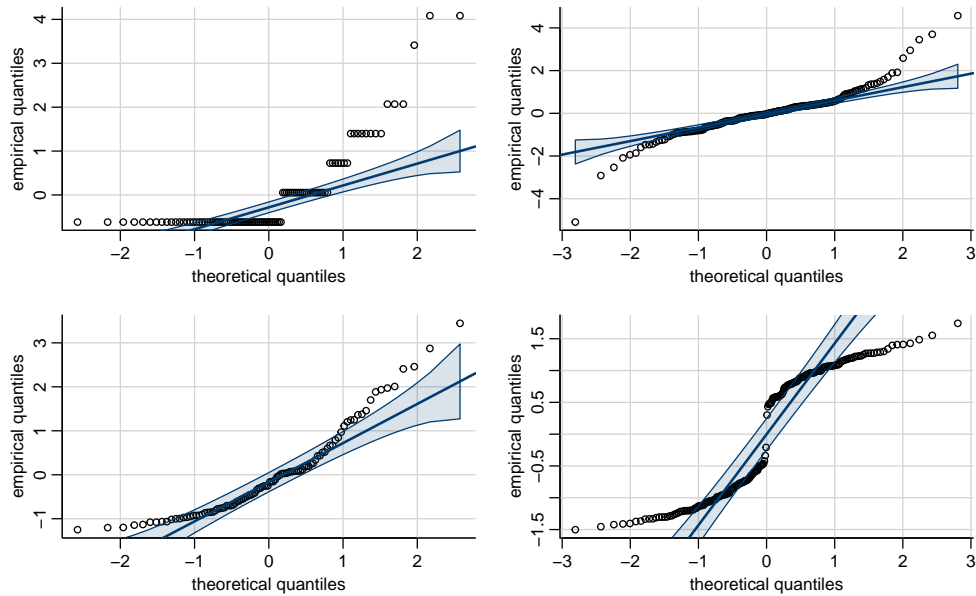 4
3
2
1
0
empirical quantiles
−2 −1 0 1 2
theoretical quantiles
4
2
0
−2
−4
empirical quantiles
−3 −2 −1 0 1 2 3
theoretical quantiles
3
2
1
0
−1
empirical quantiles
−2 −1 0 1 2
theoretical quantiles
1.5
0.5
−0.5
−1.5
empirical quantiles
−3 −2 −1 0 1 2 3
theoretical quantiles